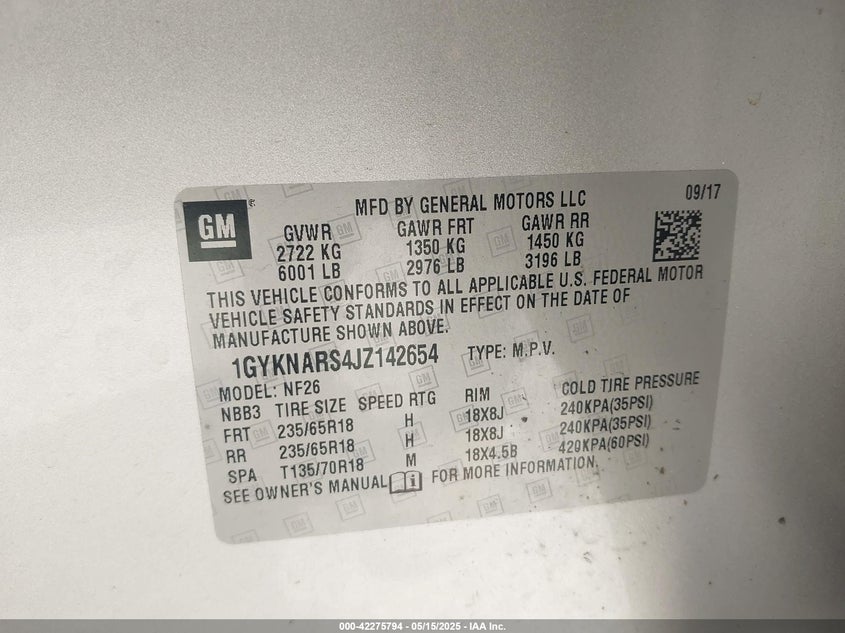 GM
®
MFD BY GENERAL MOTORS LLC
09/17
GVWR GAWR FRT GAWR RR
2722 KG 1350 KG 1450 KG
6001 LB 2976 LB 3196 LB
THIS VEHICLE CONFORMS TO ALL APPLICABLE U.S. FEDERAL MOTOR
VEHICLE SAFETY STANDARDS IN EFFECT ON THE DATE OF
MANUFACTURE SHOWN ABOVE.
1GYKNARS4JZ142654 TYPE: M.P.V.
MODEL: NF26
NBB3 TIRE SIZE SPEED RTG RIM COLD TIRE PRESSURE
FRT 235/65R18 H 18X8J 240KPA(35PSI)
RR 235/65R18 H 18X8J 240KPA(35PSI)
SPA T135/70R18 M 18X4.5B 420KPA(60PSI)
SEE OWNER'S MANUAL FOR MORE INFORMATION.
000-42275794 - 05/15/2025 - IAA Inc.